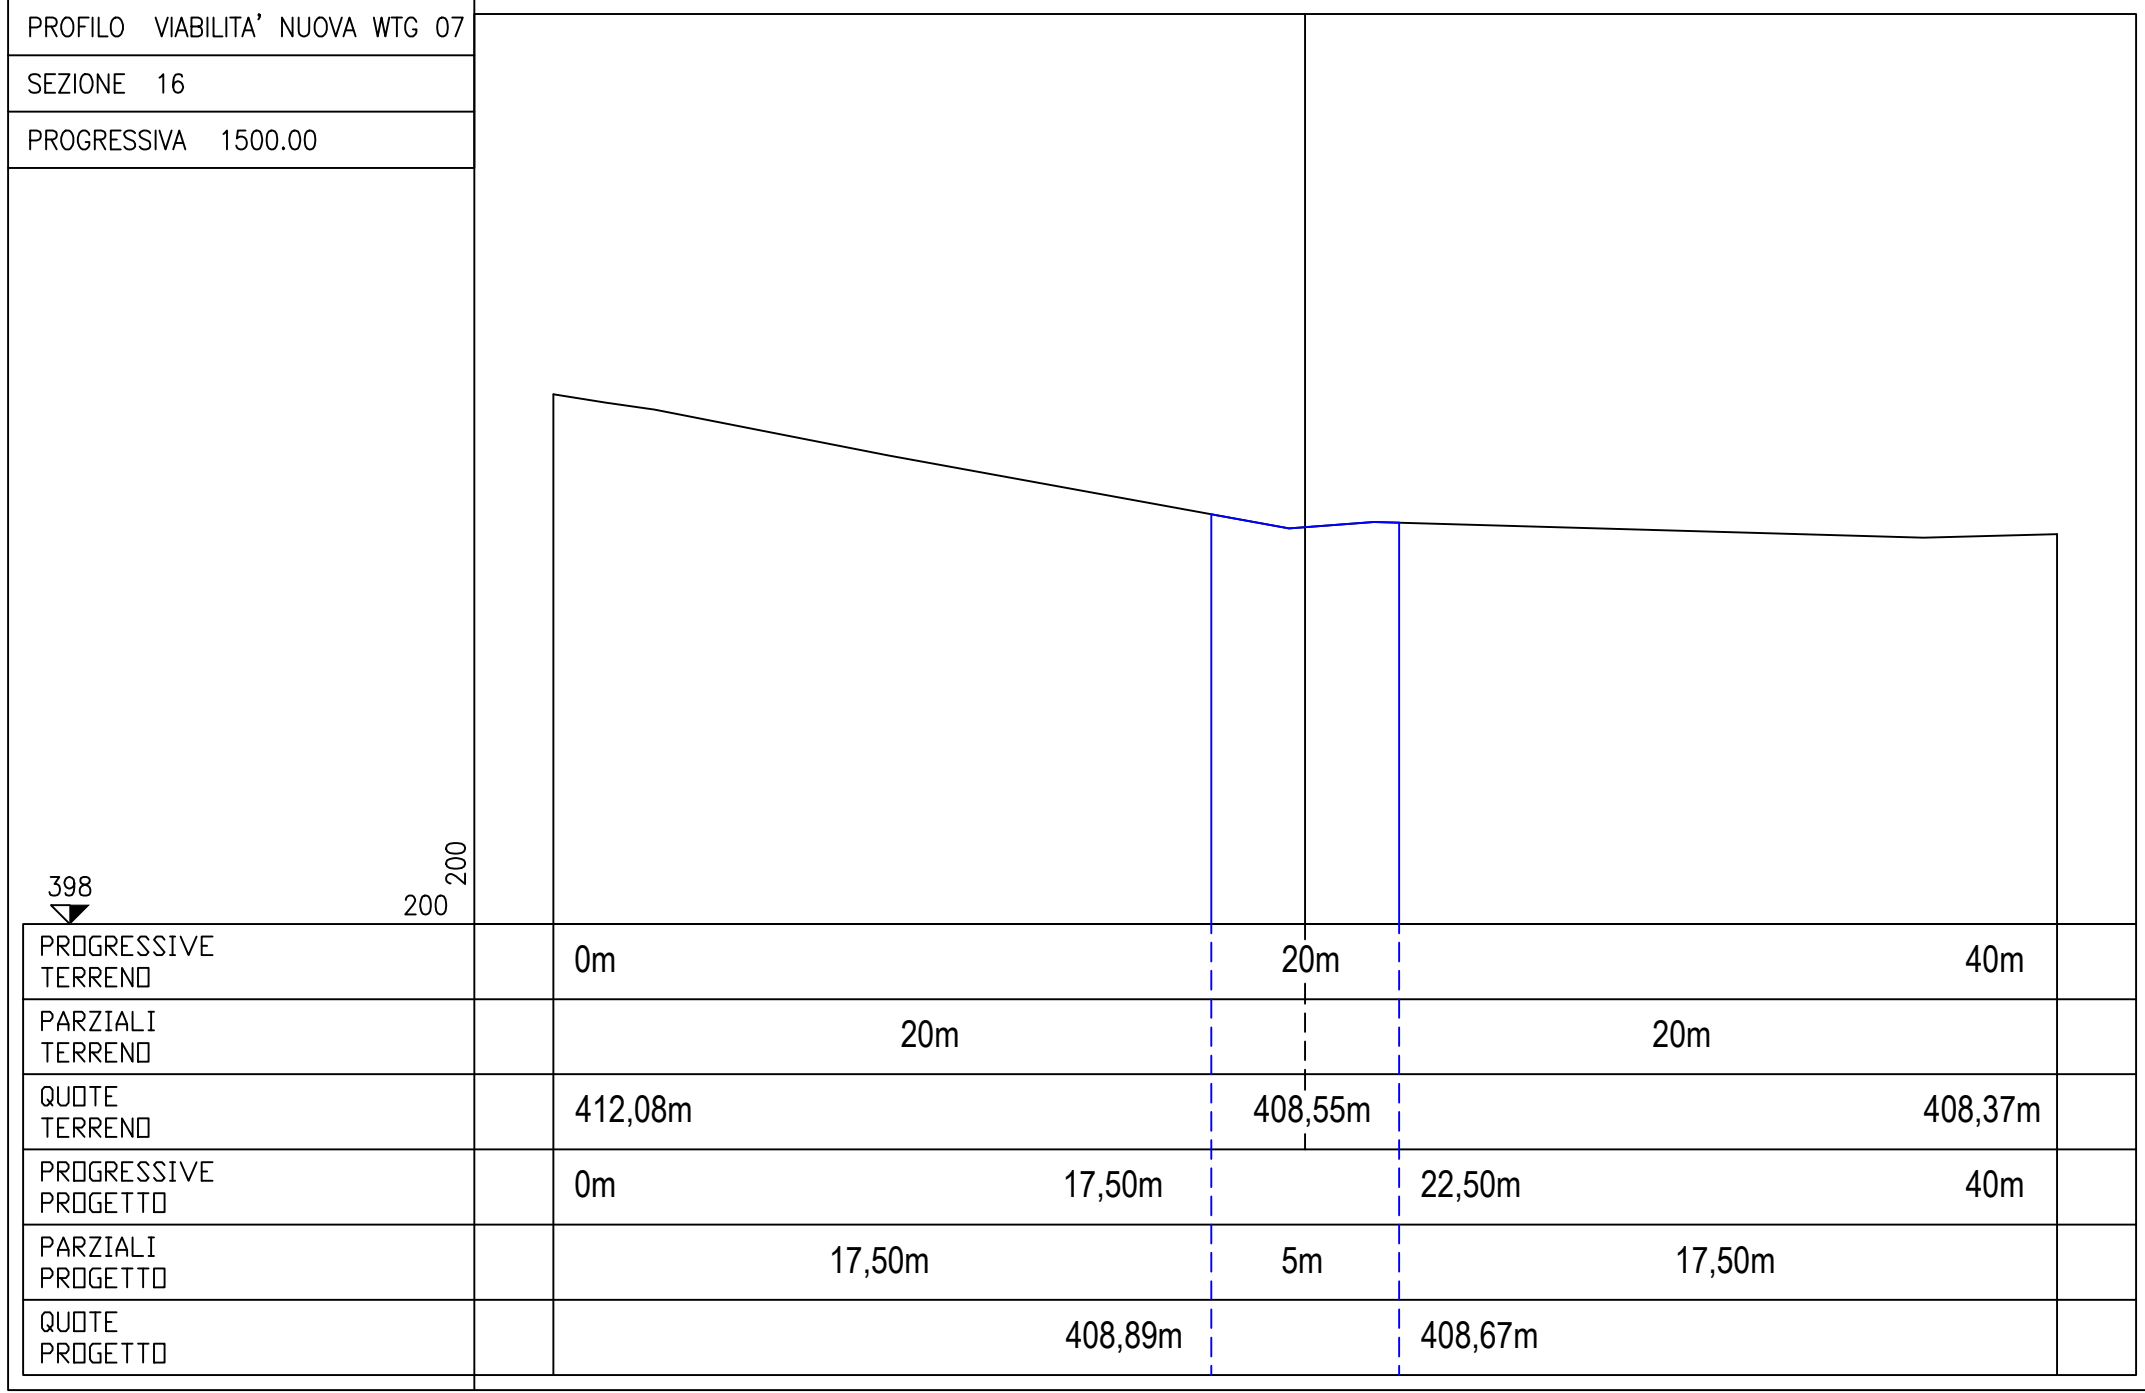 PROFILO VIABILITA' NUOVA WTG 07
SEZIONE 16
PROGRESSIVA 1500.00
200
398
200
PROGRESSIVE
TERRENO
0m 20m 40m
PARZIALI
TERRENO
20m 20m
QUOTE
TERRENO
412,08m 408,55m 408,37m
PROGRESSIVE
PROGETTO
0m 17,50m 22,50m 40m
PARZIALI
PROGETTO
17,50m 5m 17,50m
QUOTE
PROGETTO
408,89m 408,67m